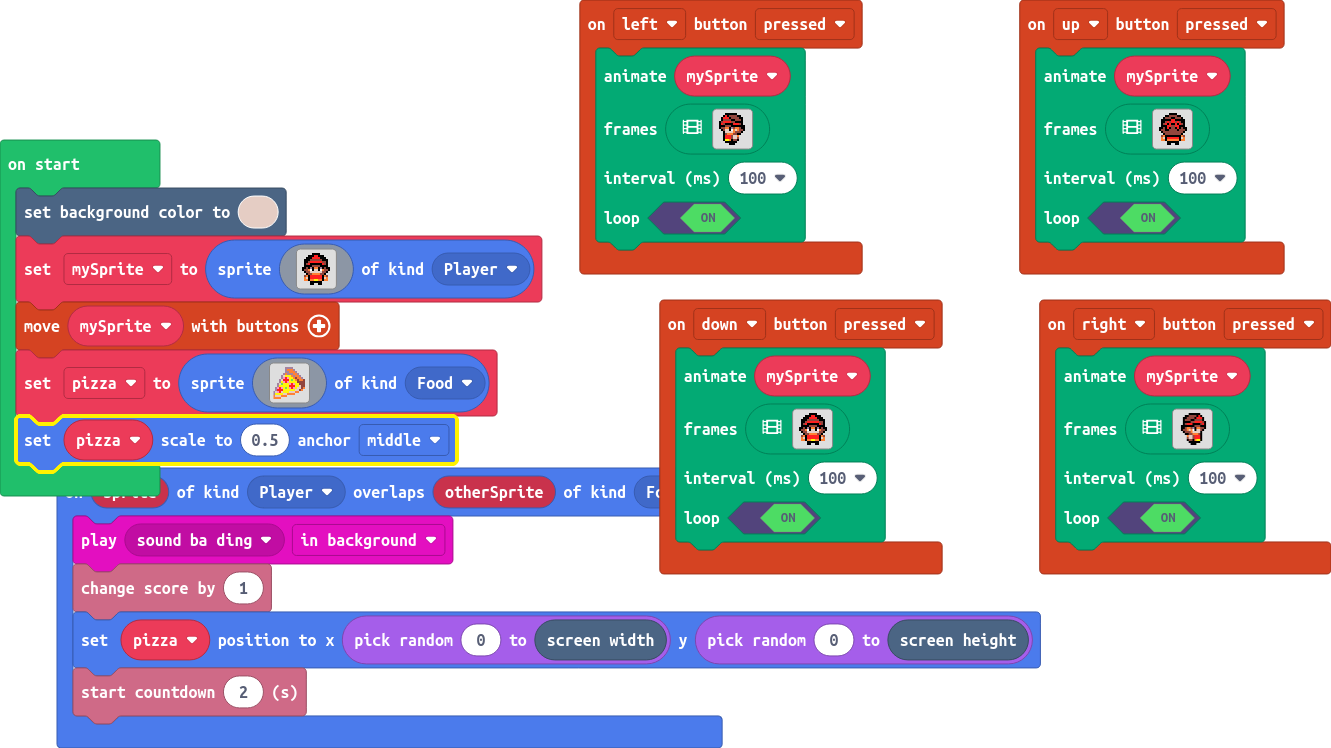 on start
set background color to
set mySprite to sprite of kind Player
move mySprite with buttons
set pizza to sprite of kind Food
set pizza scale to 0.5 anchor middle
of kind Player overlaps otherSprite of kind
play sound ba ding in background
change score by 1
set pizza position to x pick random 0 to screen width y pick random 0 to screen height
start countdown 2 (s)
on left button pressed
animate mySprite
frames
interval (ms) 100
loop ON
on up button pressed
animate mySprite
frames
interval (ms) 100
loop ON
on down button pressed
animate mySprite
frames
interval (ms) 100
loop ON
on right button pressed
animate mySprite
frames
interval (ms) 100
loop ON